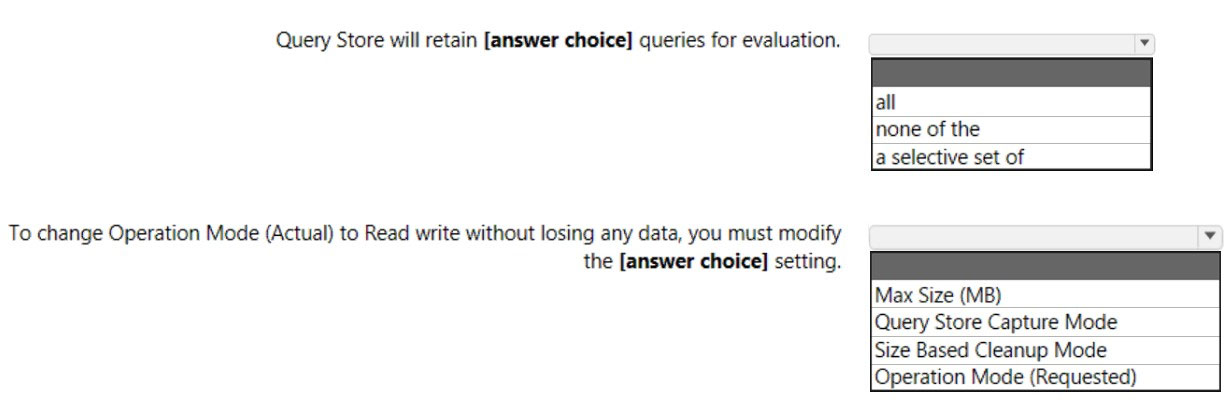 Query Store will retain [answer choice] queries for evaluation.
all
none of the
a selective set of
To change Operation Mode (Actual) to Read write without losing any data, you must modify
the [answer choice] setting.
Max Size (MB)
Query Store Capture Mode
Size Based Cleanup Mode
Operation Mode (Requested)